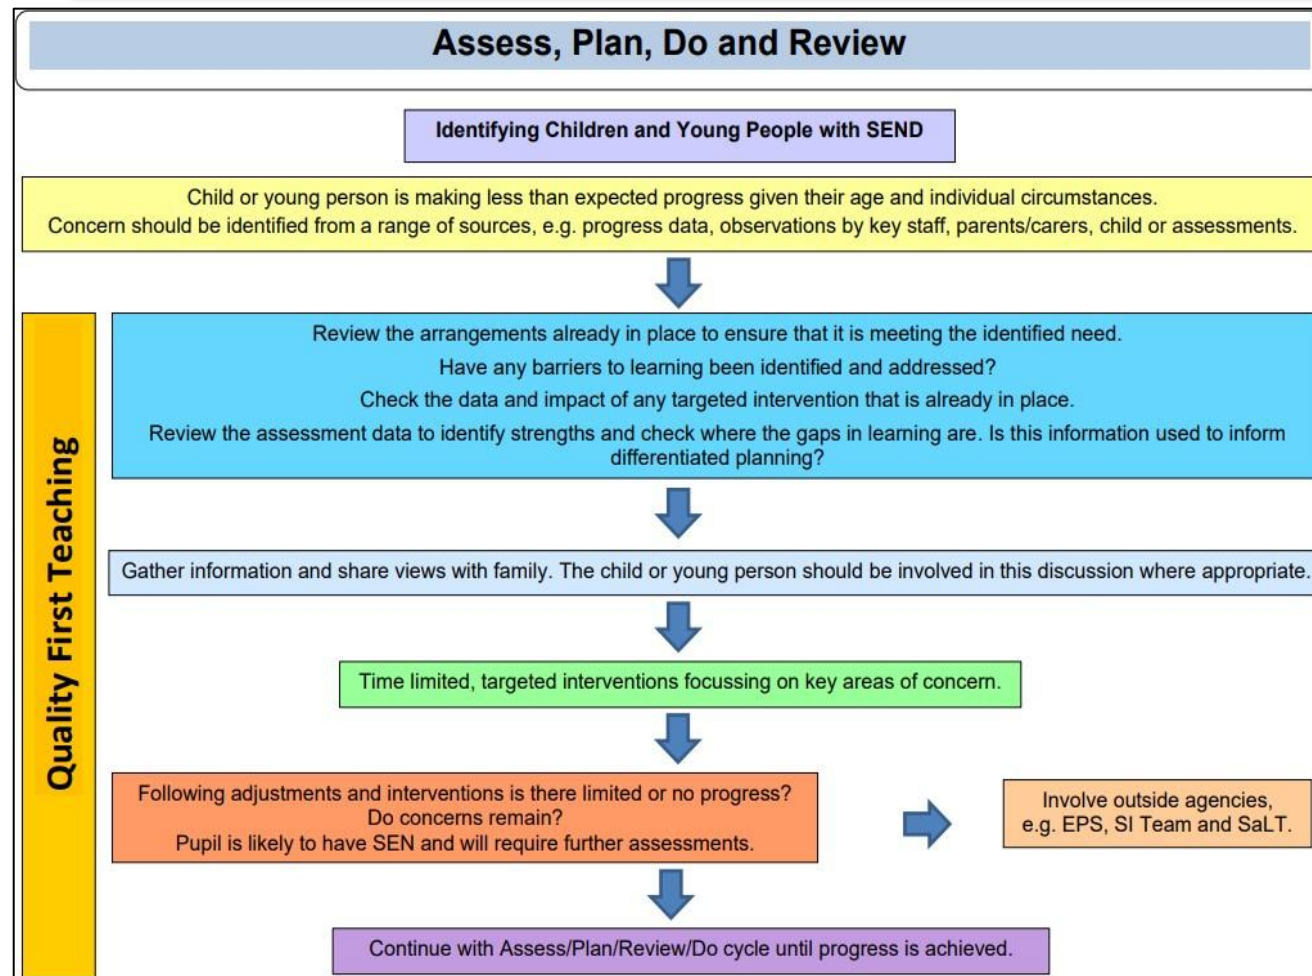 Assess, Plan, Do and Review
Identifying Children and Young People with SEND
Child or young person is making less than expected progress given their age and individual circumstances.
Concern should be identified from a range of sources, e.g. progress data, observations by key staff, parents/carers, child or assessments.
Quality First Teaching
Review the arrangements already in place to ensure that it is meeting the identified need.
Have any barriers to learning been identified and addressed?
Check the data and impact of any targeted intervention that is already in place.
Review the assessment data to identify strengths and check where the gaps in learning are. Is this information used to inform
differentiated planning?
Gather information and share views with family. The child or young person should be involved in this discussion where appropriate.
Time limited, targeted interventions focussing on key areas of concern.
Following adjustments and interventions is there limited or no progress?
Do concerns remain?
Pupil is likely to have SEN and will require further assessments.
Involve outside agencies,
e.g. EPS, SI Team and SaLT.
Continue with Assess/Plan/Review/Do cycle until progress is achieved.